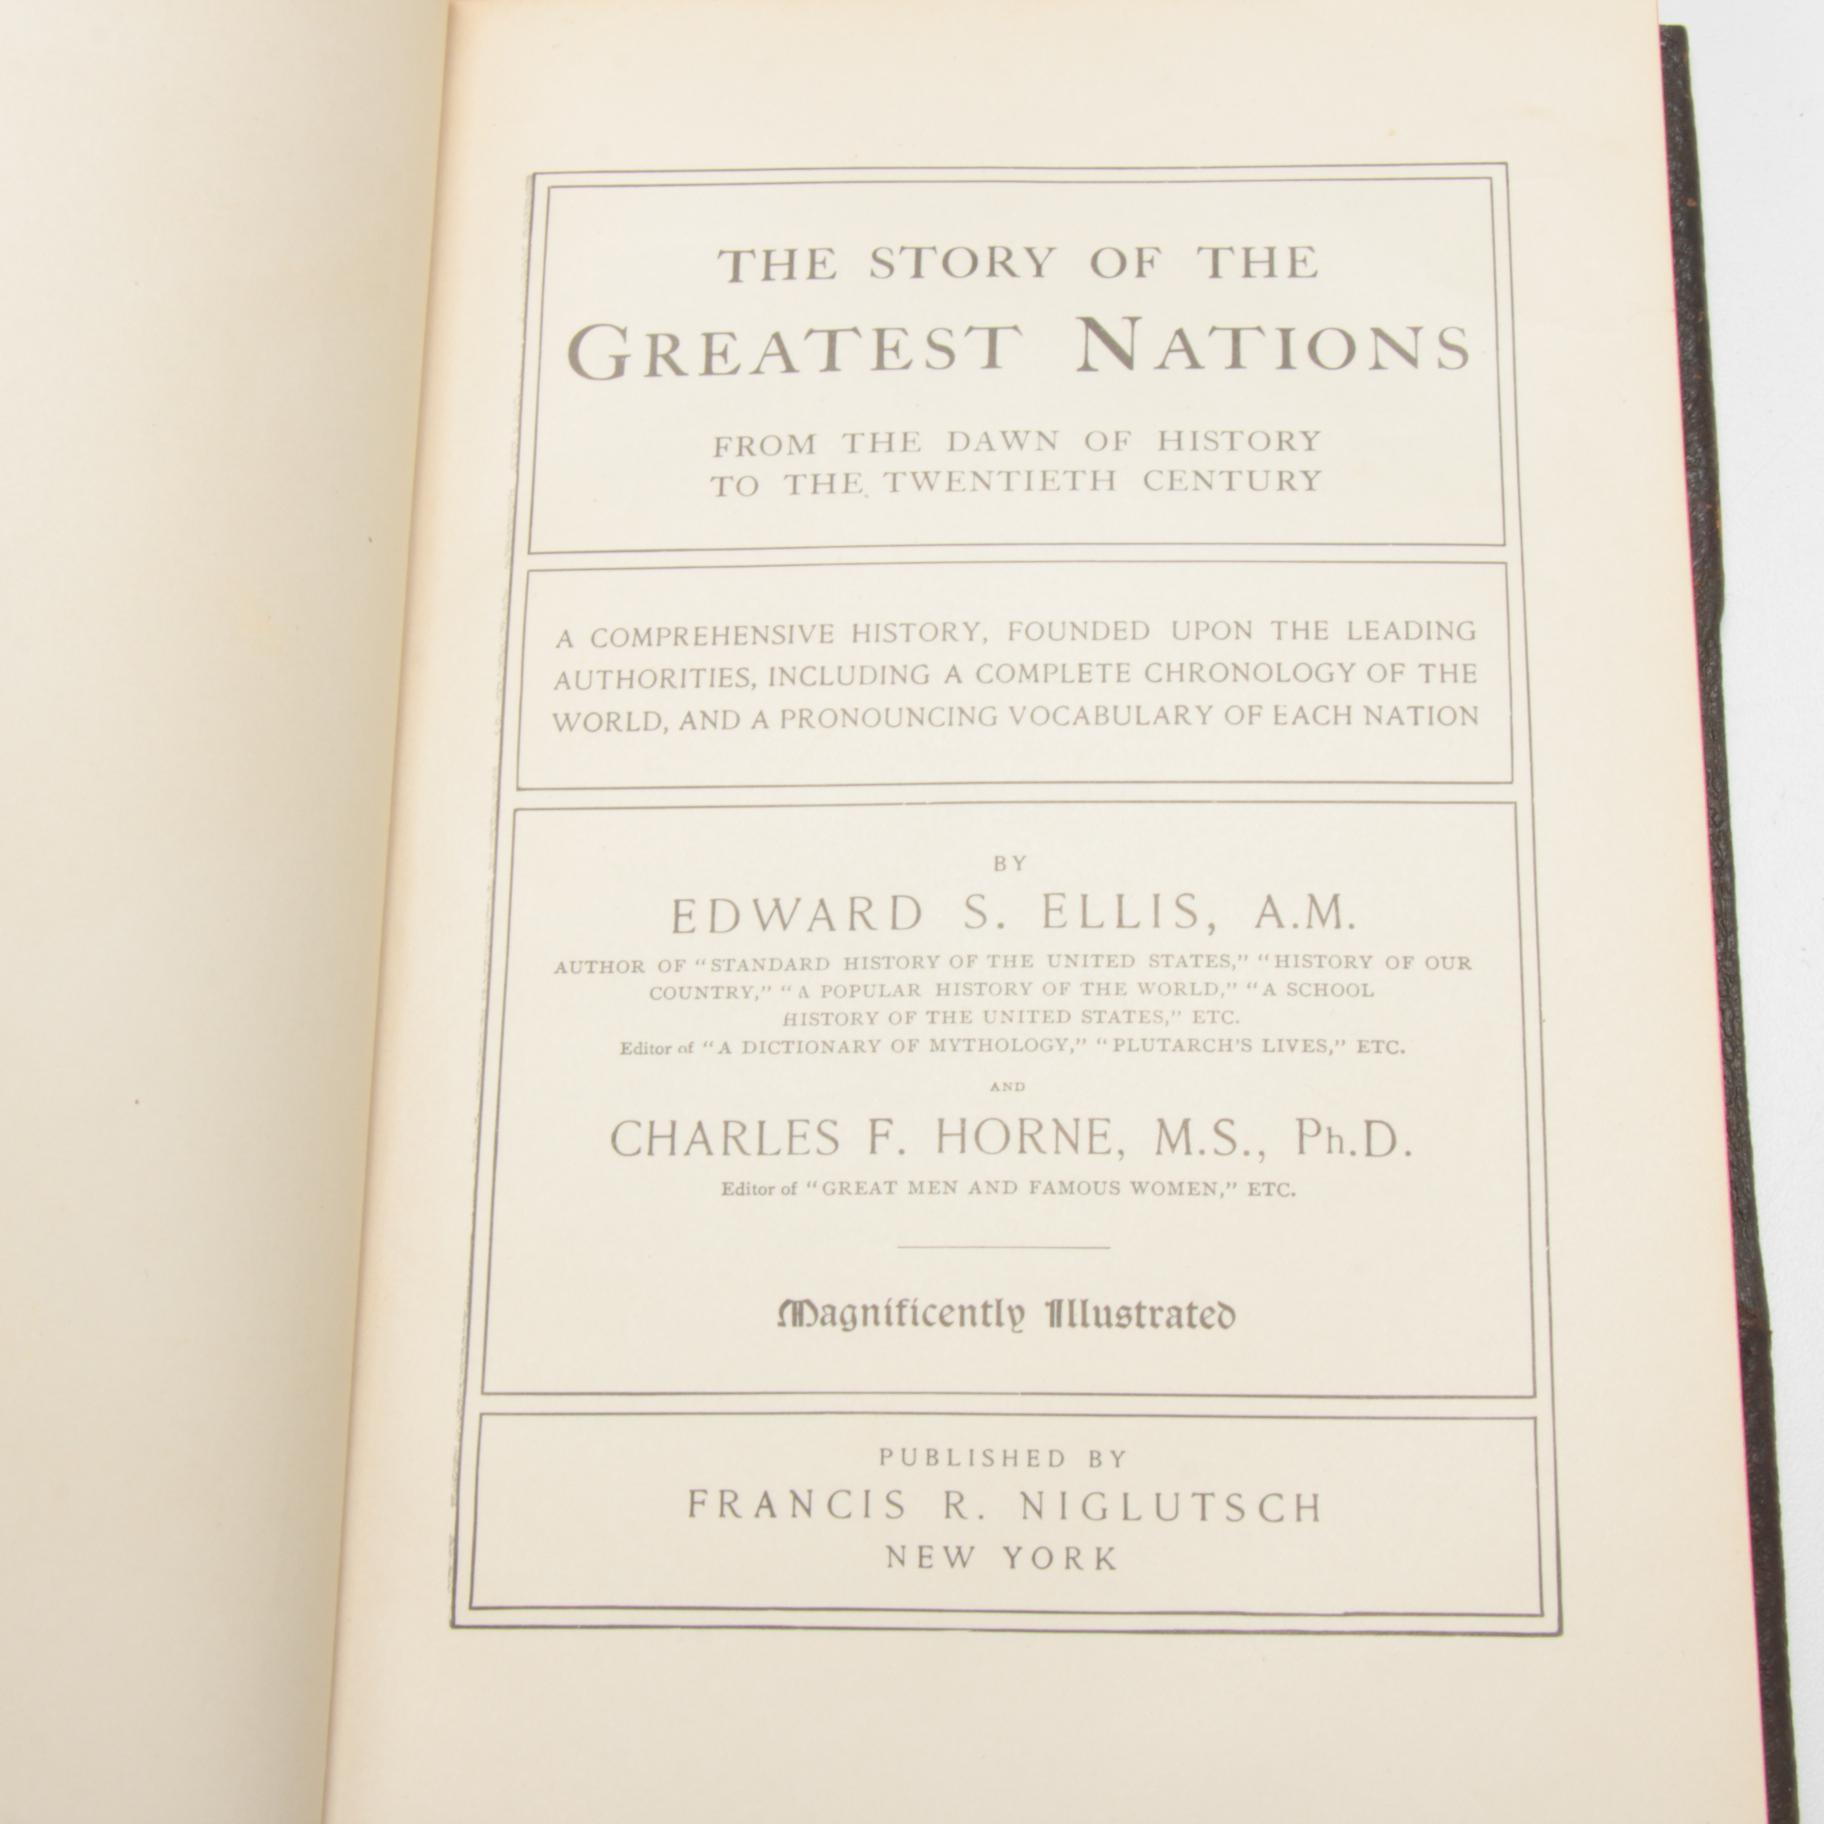 THE STORY OF THE
GREATEST NATIONS
FROM THE DAWN OF HISTORY
TO THE TWENTIETH CENTURY
A COMPREHENSIVE HISTORY, FOUNDED UPON THE LEADING
AUTHORITIES, INCLUDING A COMPLETE CHRONOLOGY OF THE
WORLD, AND A PRONOUNCING VOCABULARY OF EACH NATION
BY
EDWARD S. ELLIS, A.M.
AUTHOR OF "STANDARD HISTORY OF THE UNITED STATES," "HISTORY OF OUR
COUNTRY," "A POPULAR HISTORY OF THE WORLD," "A SCHOOL
HISTORY OF THE UNITED STATES," ETC.
Editor of "A DICTIONARY OF MYTHOLOGY," "PLUTARCH'S LIVES," ETC.
AND
CHARLES F. HORNE, M.S., Ph.D.
Editor of "GREAT MEN AND FAMOUS WOMEN," ETC.
Magnificently Illustrated
PUBLISHED BY
FRANCIS R. NIGLUTSCH
NEW YORK